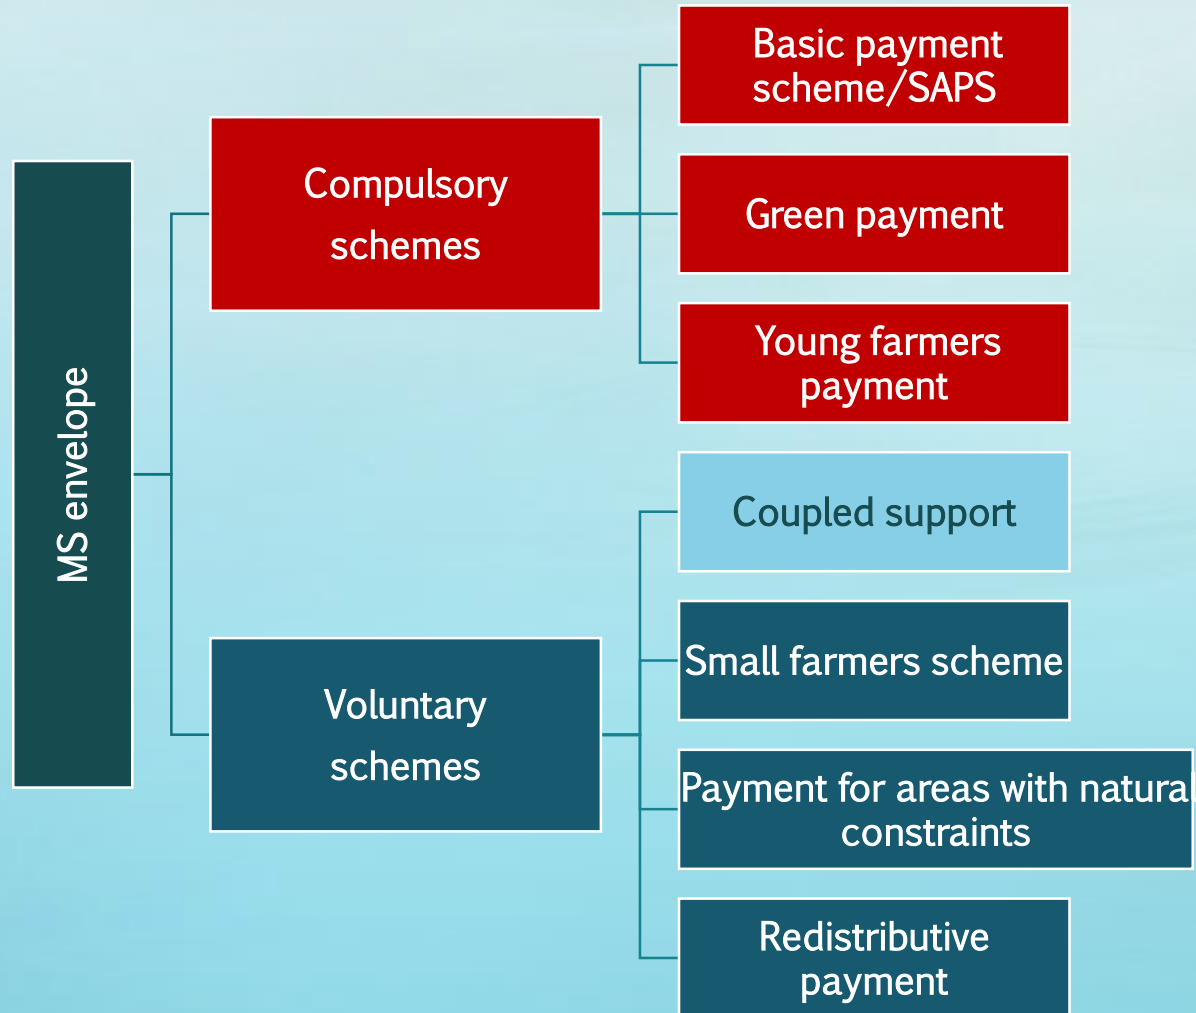 MS envelope
Compulsory
schemes
Basic payment
scheme/SAPS
Green payment
Young farmers
payment
Voluntary
schemes
Coupled support
Small farmers scheme
Payment for areas with natural
constraints
Redistributive
payment